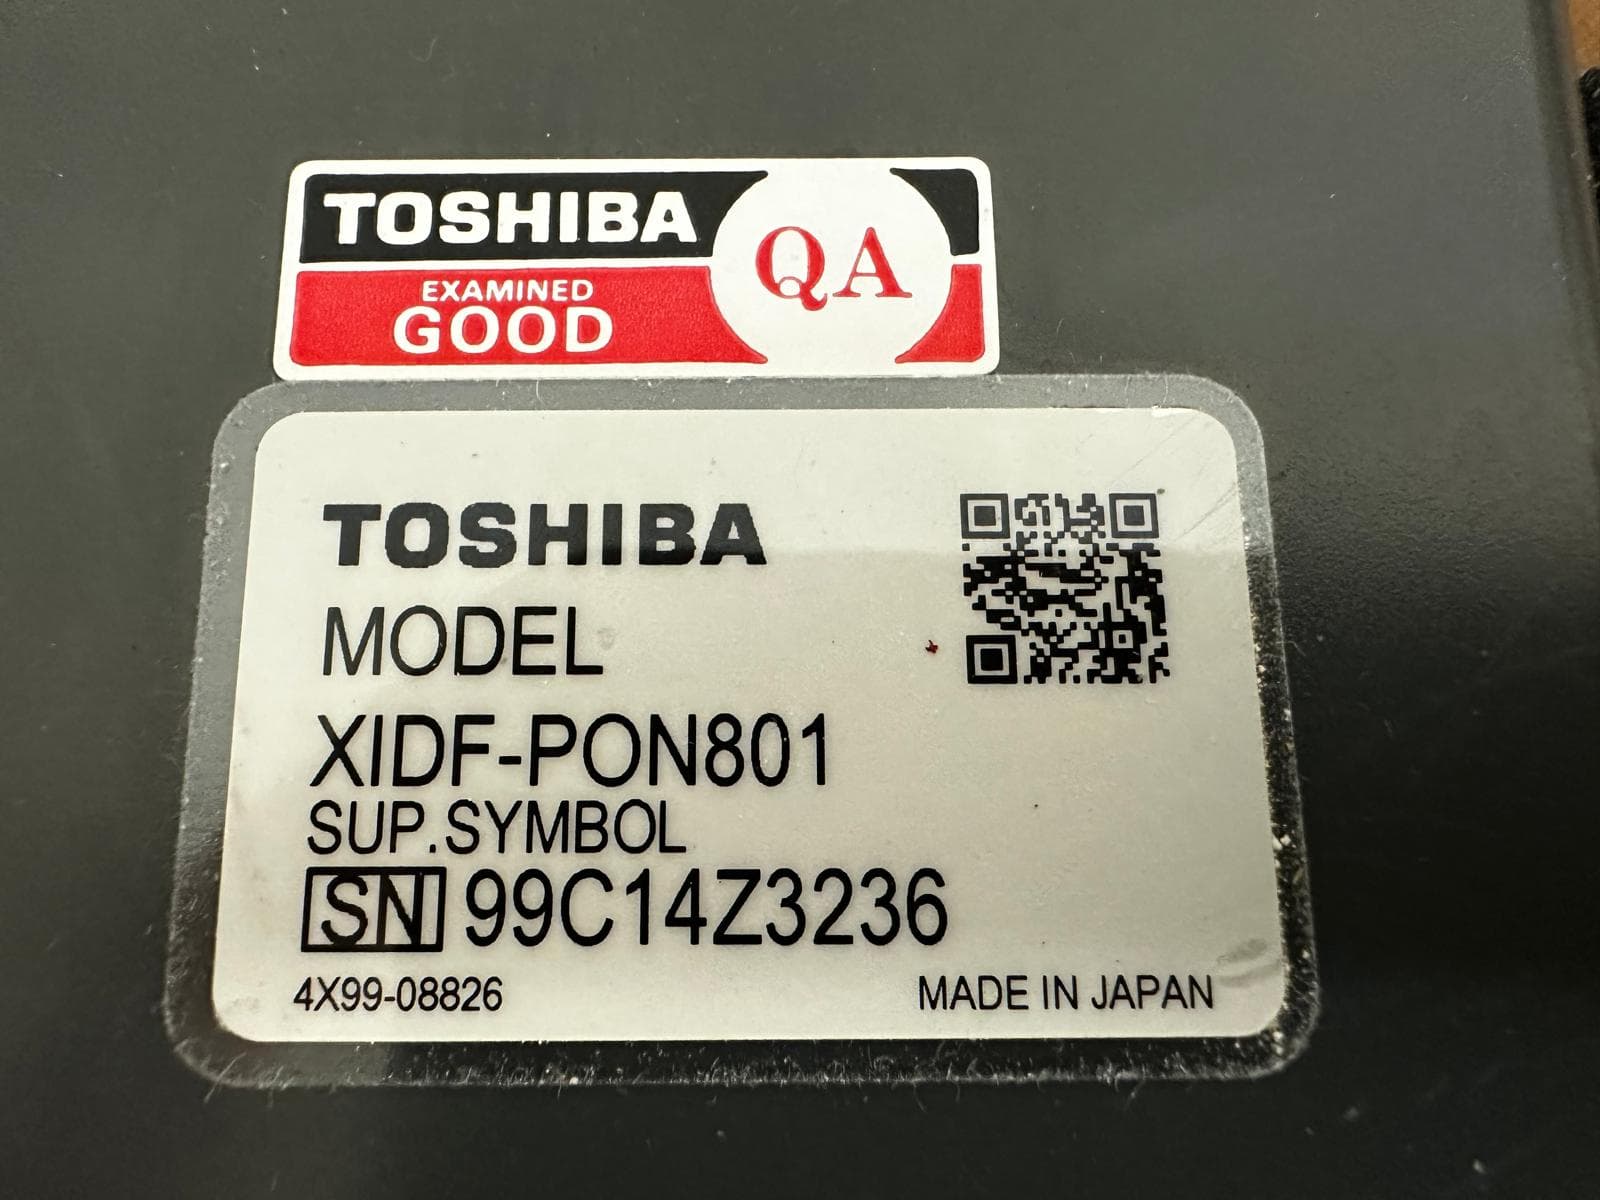 TOSHIBA
QA
EXAMINED
GOOD
TOSHIBA
MODEL
XIDF-PON801
SUP.SYMBOL
SN 99C14Z3236
4X99-08826
MADE IN JAPAN